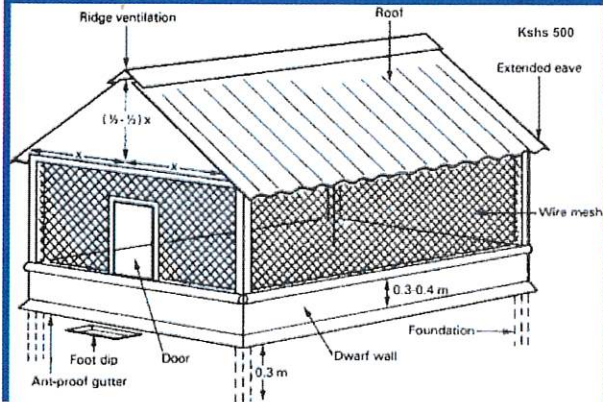 Ridge ventilation
Roof
Kshs 500
Extended eave
(½-½)x
x x
Wire mesh
0.3-0.4 m
Foundation
Dwarf wall
Door
Foot dip
Ant-proof gutter
0.3 m